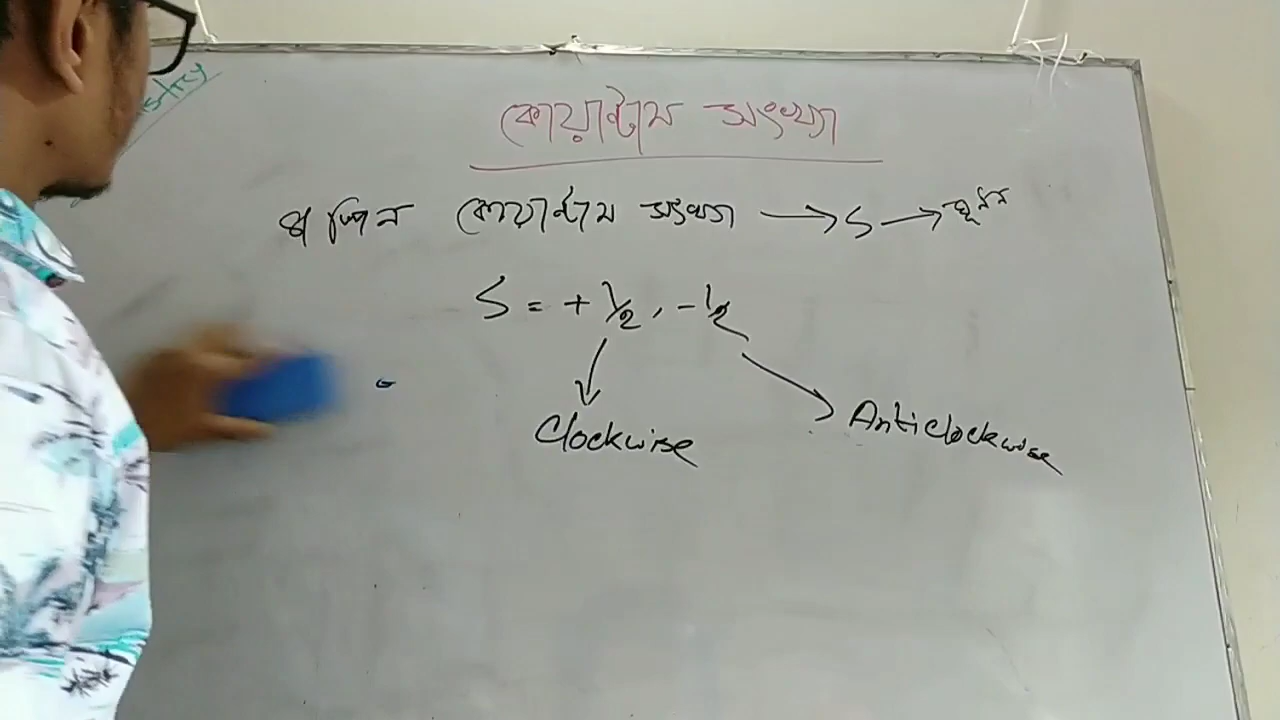 কোয়ান্টাম সংখ্যা
স্পিন কোয়ান্টাম সংখ্যা → S → ঘূর্ণন
S = + 1/2, - 1/2
Clockwise
Anticlockwise